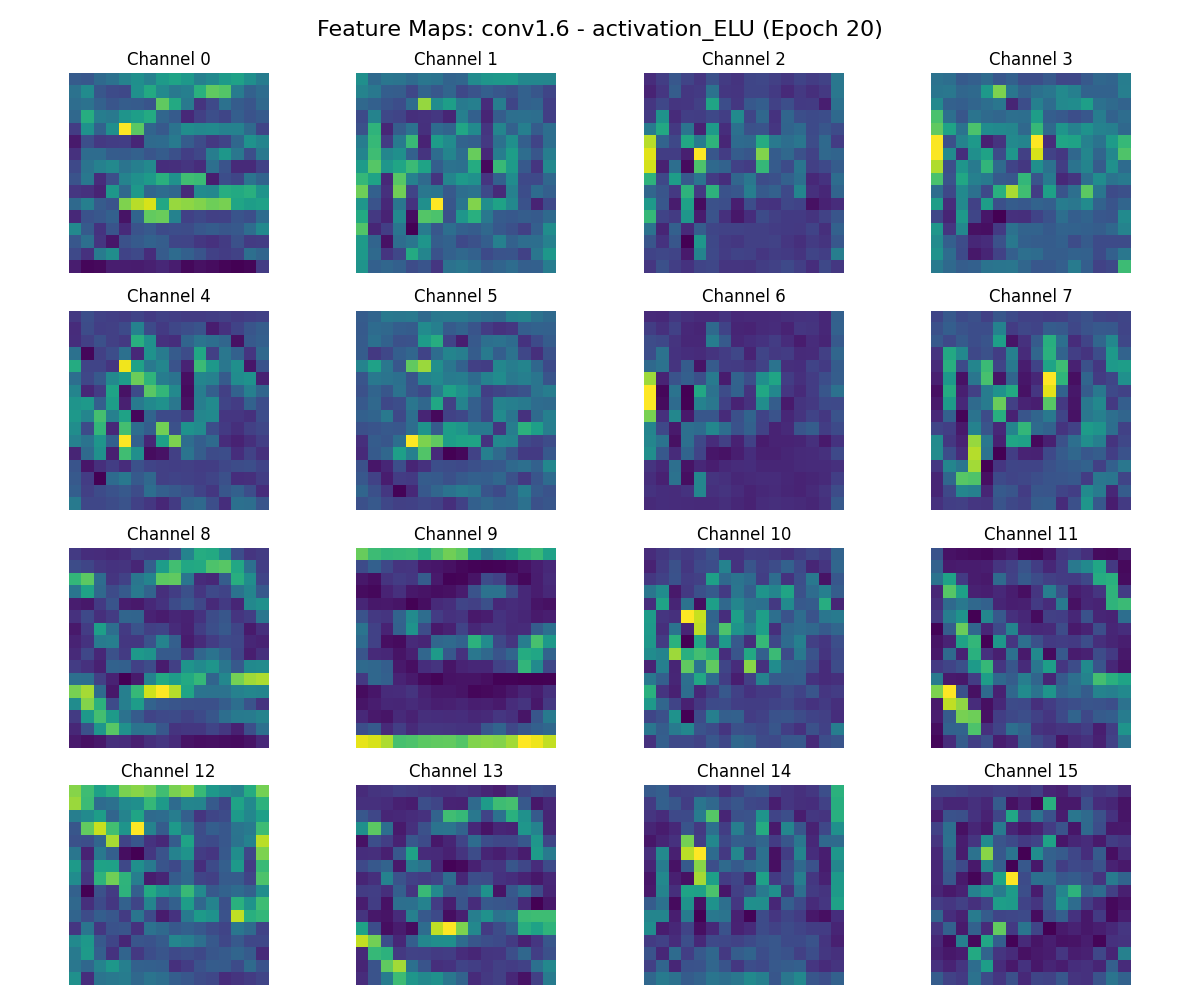 Feature Maps: conv1.6 - activation_ELU (Epoch 20)
Channel 0
Channel 1
Channel 2
Channel 3
Channel 4
Channel 5
Channel 6
Channel 7
Channel 8
Channel 9
Channel 10
Channel 11
Channel 12
Channel 13
Channel 14
Channel 15